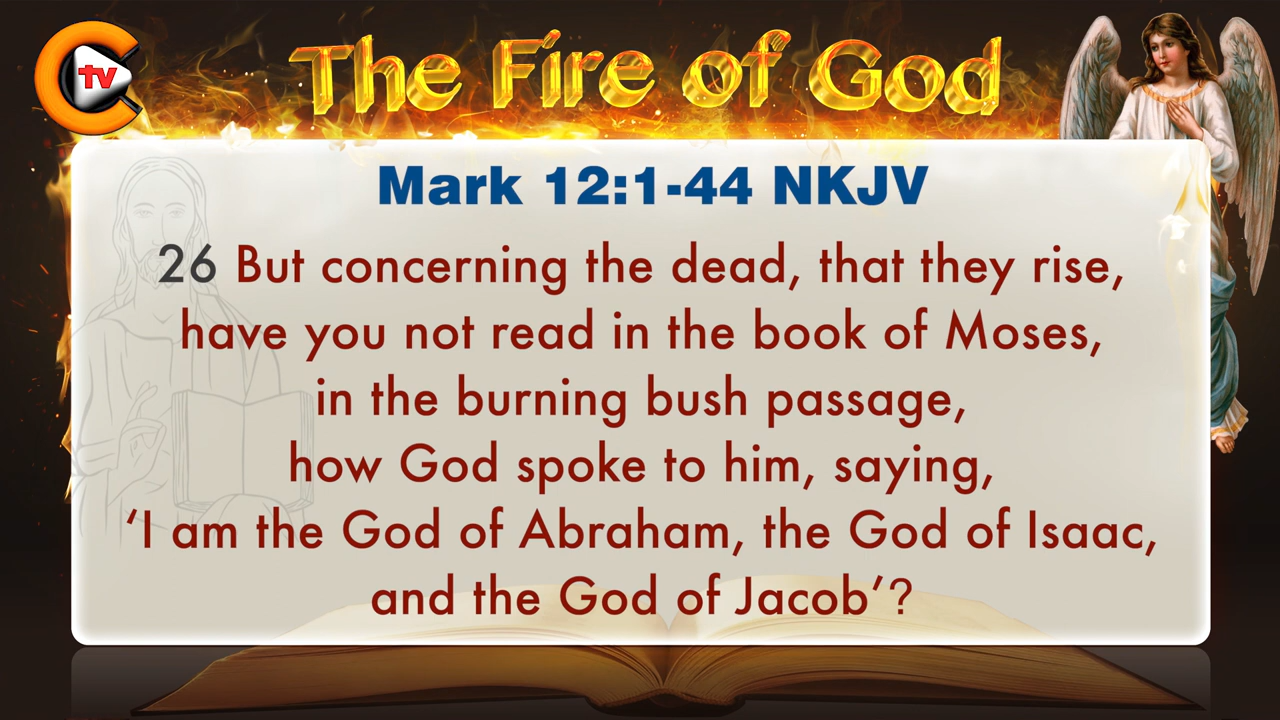 tv
The Fire of God
Mark 12:1-44 NKJV
26 But concerning the dead, that they rise,
have you not read in the book of Moses,
in the burning bush passage,
how God spoke to him, saying,
‘I am the God of Abraham, the God of Isaac,
and the God of Jacob’?